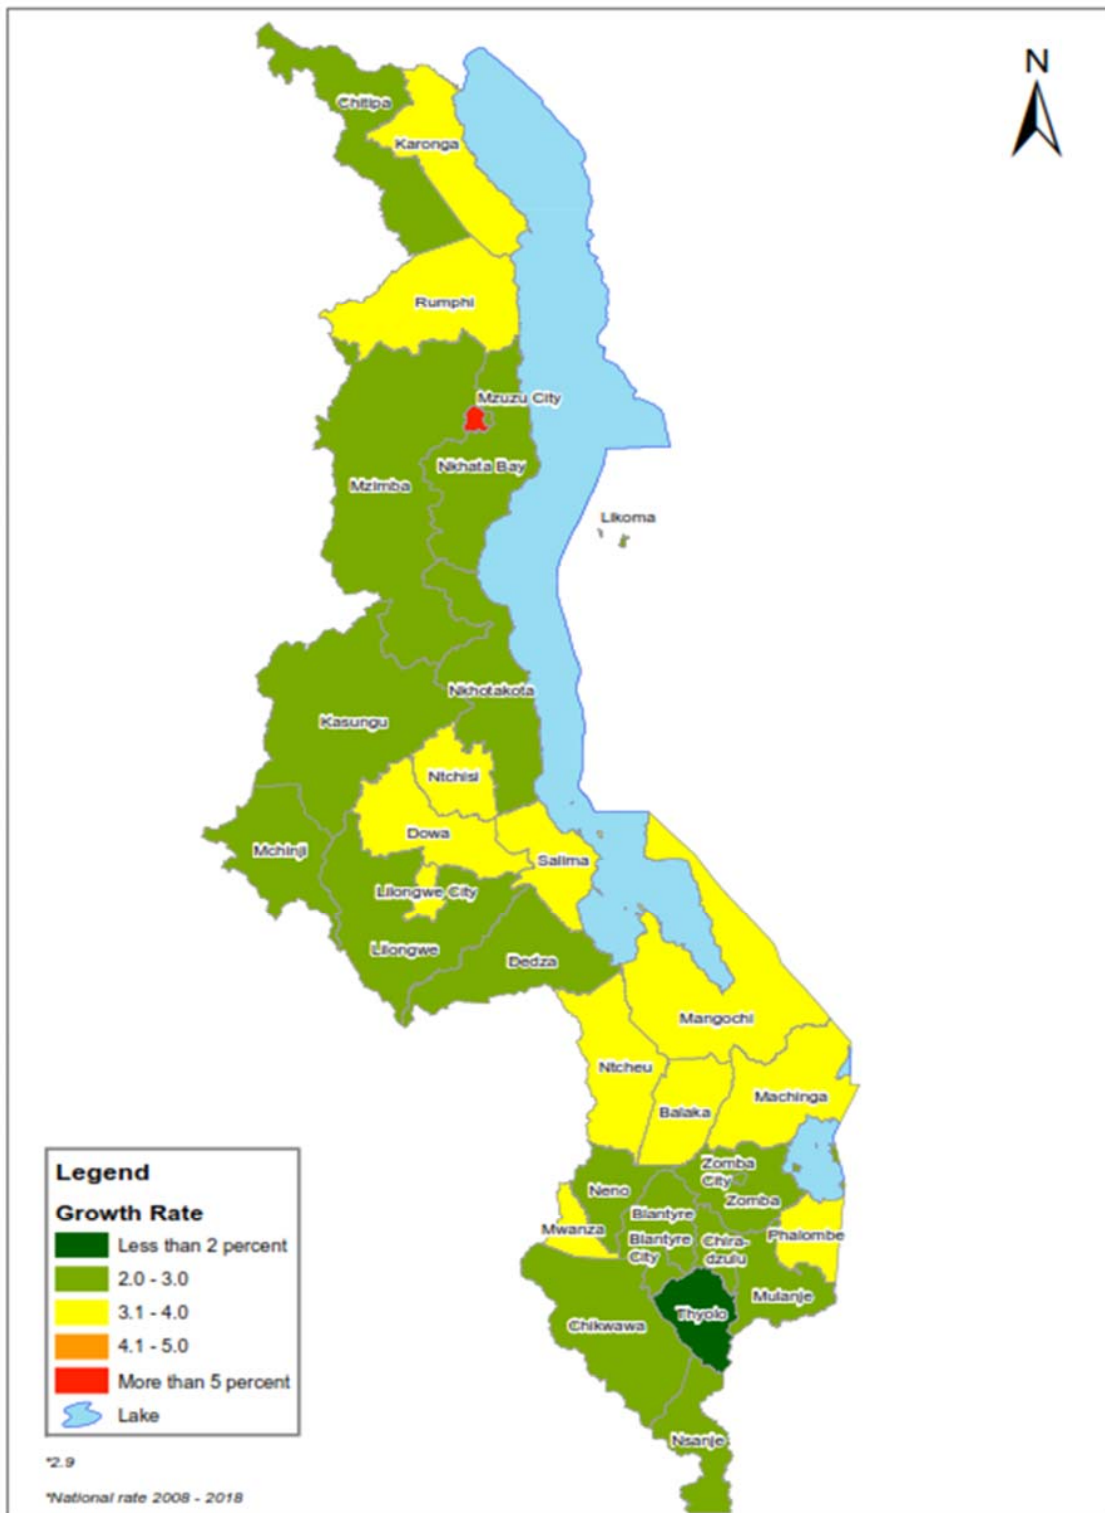 N
Chitipa
Karonga
Rumphi
Mzuzu City
Nkhata Bay
Mzimba
Likoma
Nkhotakota
Kasungu
Ntchisi
Dowa
Mchinji
Salima
Lilongwe City
Lilongwe
Dedza
Mangochi
Ntcheu
Machinga
Balaka
Zomba
City
Neno
Zomba
Blantyre
Mwanza
Blantyre
City
Chira-
dzulu
Phalombe
Mulanje
Thyolo
Chikwawa
Nsanje
Legend
Growth Rate
Less than 2 percent
2.0 - 3.0
3.1 - 4.0
4.1 - 5.0
More than 5 percent
Lake
*2.9
*National rate 2008 - 2018